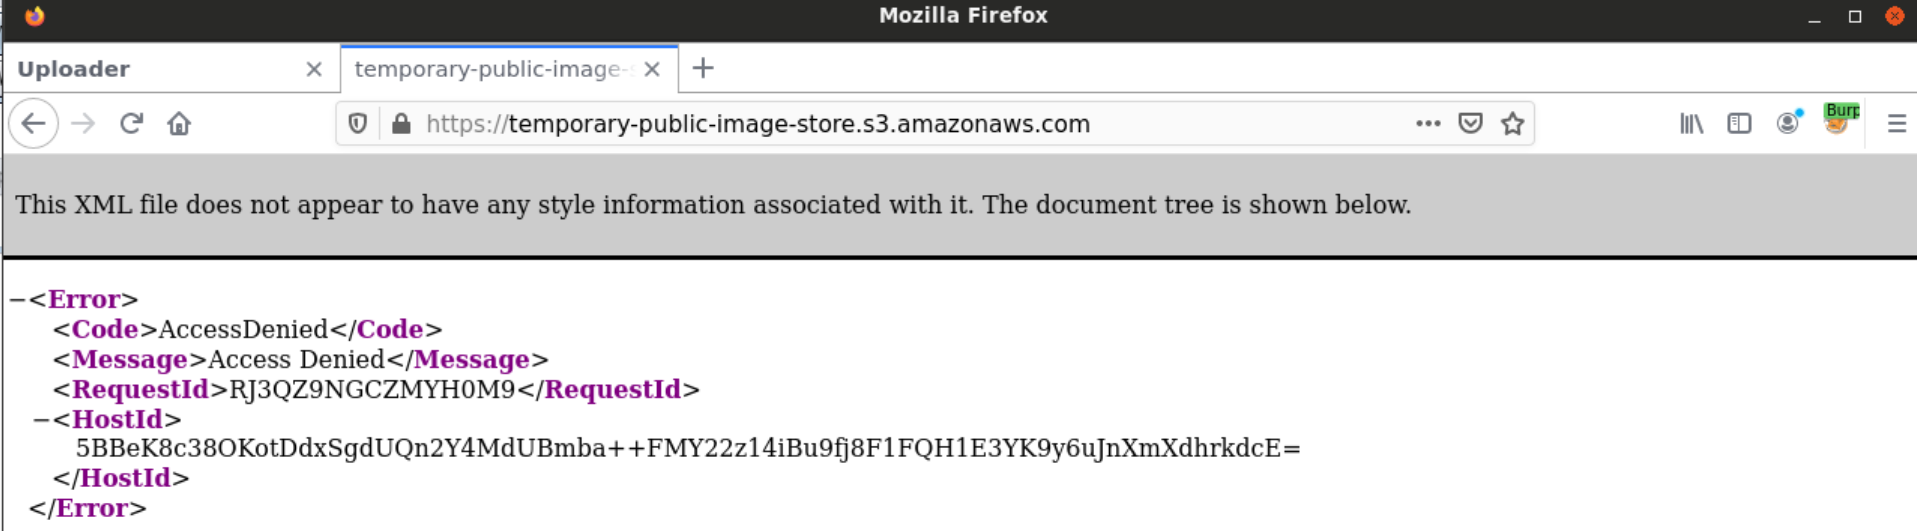 Mozilla Firefox
Uploader
temporary-public-image-
https://temporary-public-image-store.s3.amazonaws.com
Burp
This XML file does not appear to have any style information associated with it. The document tree is shown below.
−<Error>
<Code>AccessDenied</Code>
<Message>Access Denied</Message>
<RequestId>RJ3QZ9NGCZMYH0M9</RequestId>
−<HostId>
5BBeK8c38OKotDdxSgdUQn2Y4MdUBmba++FMY22z14iBu9fj8F1FQH1E3YK9y6uJnXmXdhrkdcE=
</HostId>
</Error>